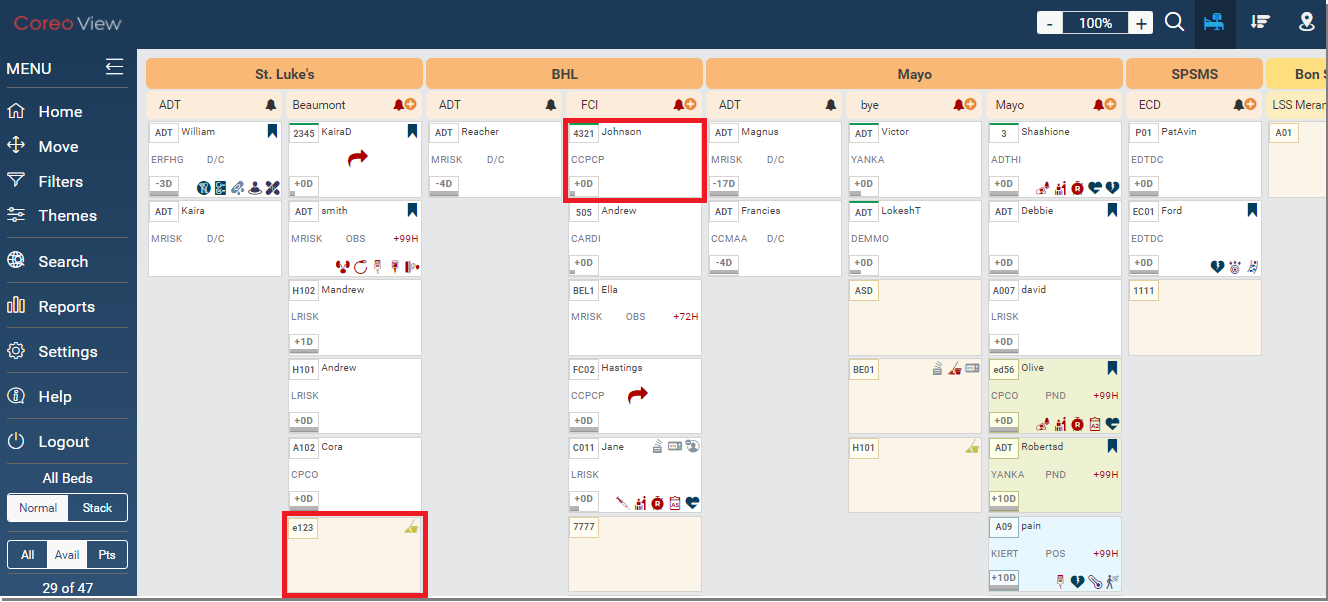 Coreo View
- 100% +
MENU
Home
Move
Filters
Themes
Search
Reports
Settings
Help
Logout
All Beds
Normal Stack
All Avail Pts
29 of 47
St. Luke's BHL Mayo SPSMS Bon
ADT Beaumont ADT FCI ADT bye Mayo ECD LSS Meran
ADT William
ERFHG D/C
-3D
ADT Kaira
MRISK D/C
2345 KairaD
+0D
ADT smith
MRISK OBS +99H
H102 Mandrew
LRISK
+1D
H101 Andrew
LRISK
+0D
A102 Cora
CPCO
+0D
e123
ADT Reacher
MRISK D/C
-4D
4321 Johnson
CCPCP
+0D
505 Andrew
CARDI
+0D
BEL1 Ella
MRISK OBS +72H
FC02 Hastings
CCPCP
+0D
C011 Jane
LRISK
+0D
7777
ADT Magnus
MRISK D/C
-17D
ADT Francies
CCMAA D/C
-4D
ADT Victor
YANKA
+0D
ADT LokeshT
DEMMO
+0D
ASD
BE01
H101
3 Shashione
ADTHI
+0D
ADT Debbie
+0D
A007 david
LRISK
+0D
ed56 Olive
CPCO PND +99H
+0D
ADT Robertsd
YANKA PND +99H
+10D
A09 pain
KIERT POS +99H
+10D
P01 PatAvin
EDTDC
+0D
EC01 Ford
EDTDC
+0D
1111
A01